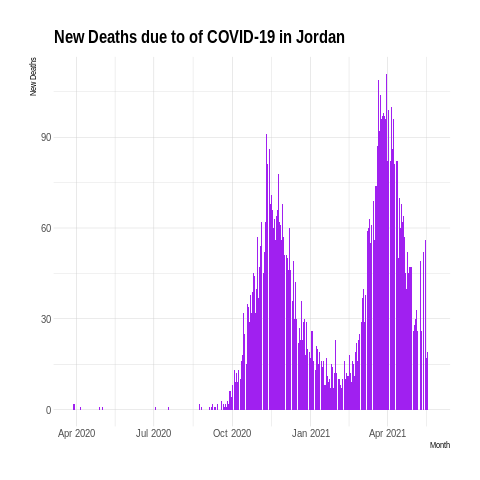 New Deaths due to of COVID-19 in Jordan
New Deaths
90
60
30
0
Apr 2020 Jul 2020 Oct 2020 Jan 2021 Apr 2021
Month